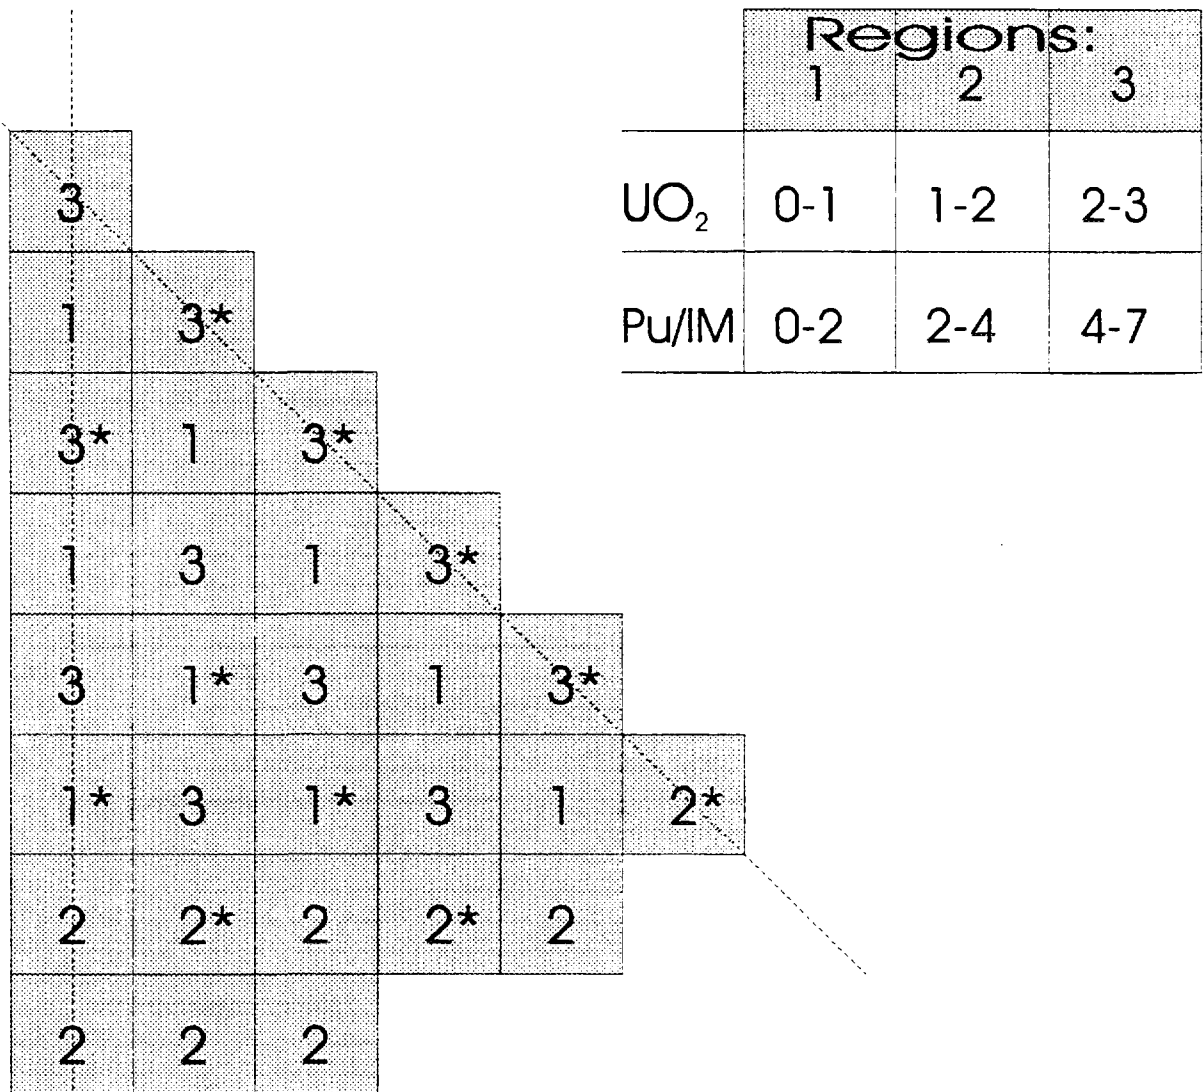 Regions:
1 2 3
UO₂ 0-1 1-2 2-3
Pu/IM 0-2 2-4 4-7
3
1 3*
3* 1 3*
1 3 1 3*
3 1* 3 1 3*
1* 3 1* 3 1 2*
2 2* 2 2* 2
2 2 2